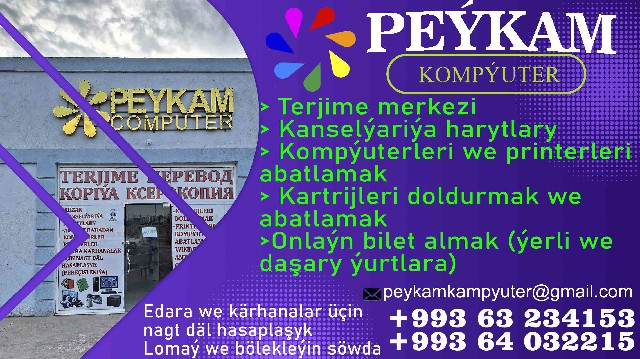 PEÝKAM
KOMPÝUTER
PEYKAM
COMPUTER
TERJIME ПЕРЕВОД
KOPIÝA КСЕРОКОПИЯ
> Terjime merkezi
> Kanselýariýa harytlary
> Kompýuterleri we printerleri
abatlamak
> Kartrijleri doldurmak we
abatlamak
>Onlaýn bilet almak (ýerli we
daşary ýurtlara)
peykamkampyuter@gmail.com
+993 63 234153
+993 64 032215
Edara we kärhanalar üçin
nagt däl hasaplaşyk
Lomaý we bölekleýin söwda